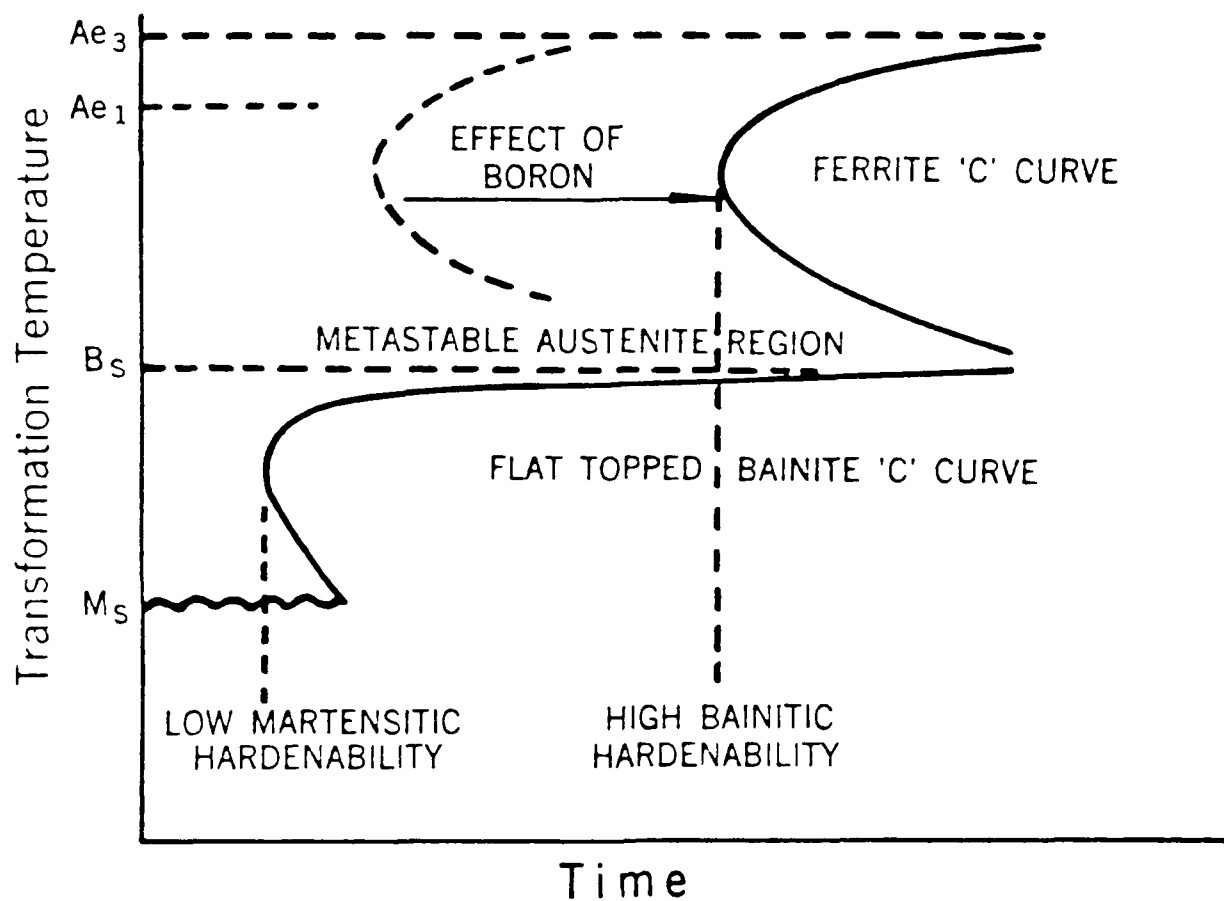 Ae3
Ae1
EFFECT OF
BORON
FERRITE 'C' CURVE
METASTABLE AUSTENITE REGION
BS
FLAT TOPPED BAINITE 'C' CURVE
MS
LOW MARTENSITIC
HARDENABILITY
HIGH BAINITIC
HARDENABILITY
Transformation Temperature
Time